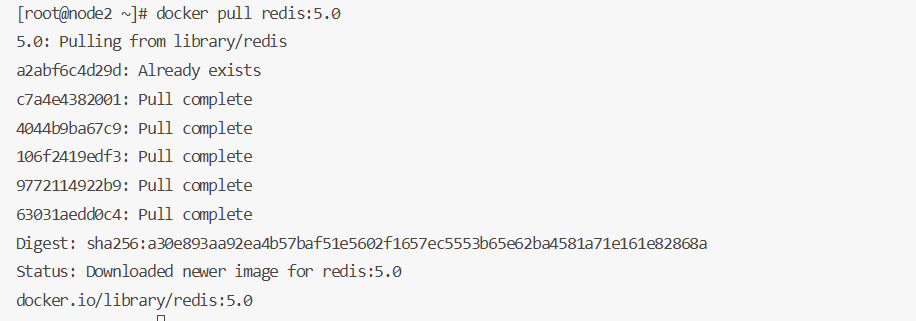 [root@node2 ~]# docker pull redis:5.0
5.0: Pulling from library/redis
a2abf6c4d29d: Already exists
c7a4e4382001: Pull complete
4044b9ba67c9: Pull complete
106f2419edf3: Pull complete
9772114922b9: Pull complete
63031aedd0c4: Pull complete
Digest: sha256:a30e893aa92ea4b57baf51e5602f1657ec5553b65e62ba4581a71e161e82868a
Status: Downloaded newer image for redis:5.0
docker.io/library/redis:5.0